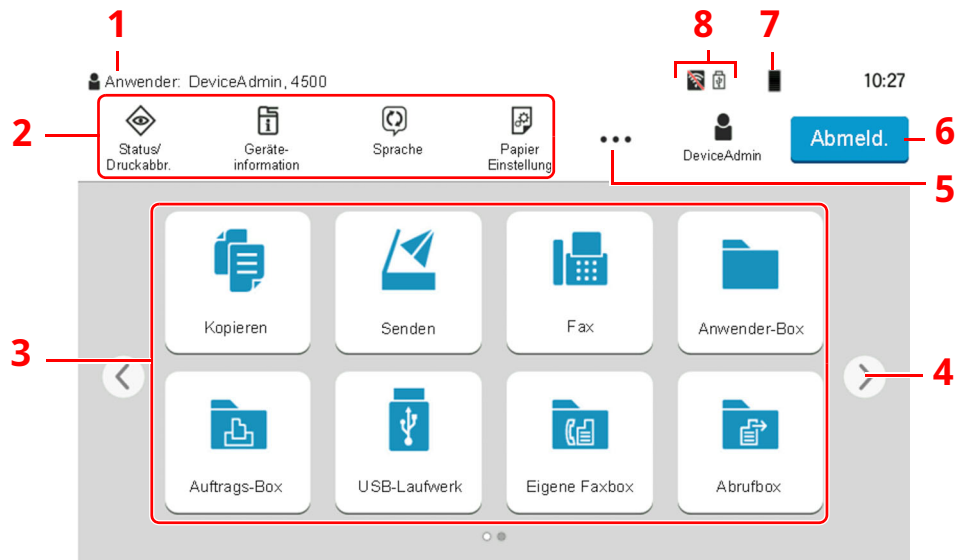 1
8
7
Anwender: DeviceAdmin, 4500
10:27
2
Status/
Druckabbr.
Geräte-
information
Sprache
Papier
Einstellung
DeviceAdmin
Abmeld.
6
5
3
Kopieren
Senden
Fax
Anwender-Box
4
Auftrags-Box
USB-Laufwerk
Eigene Faxbox
Abrufbox